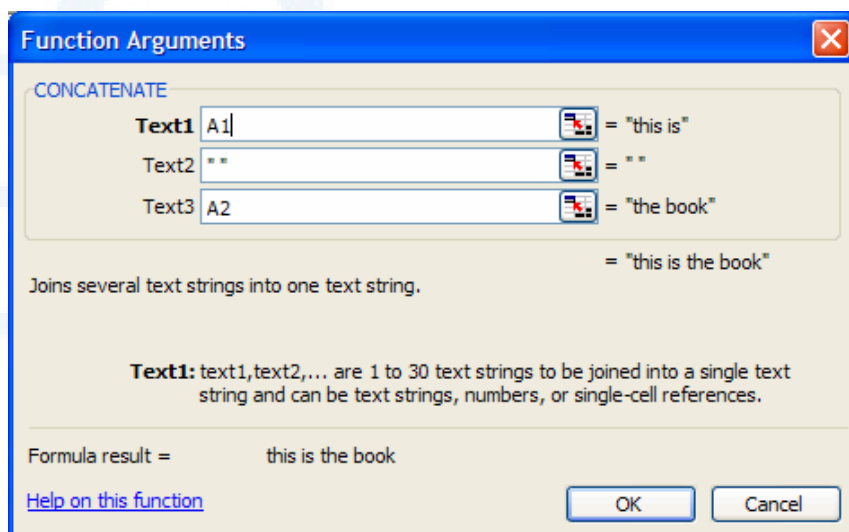 Function Arguments
CONCATENATE
Text1 A1 = "this is"
Text2 " " = " "
Text3 A2 = "the book"
= "this is the book"
Joins several text strings into one text string.
Text1: text1,text2,... are 1 to 30 text strings to be joined into a single text
string and can be text strings, numbers, or single-cell references.
Formula result = this is the book
Help on this function OK Cancel